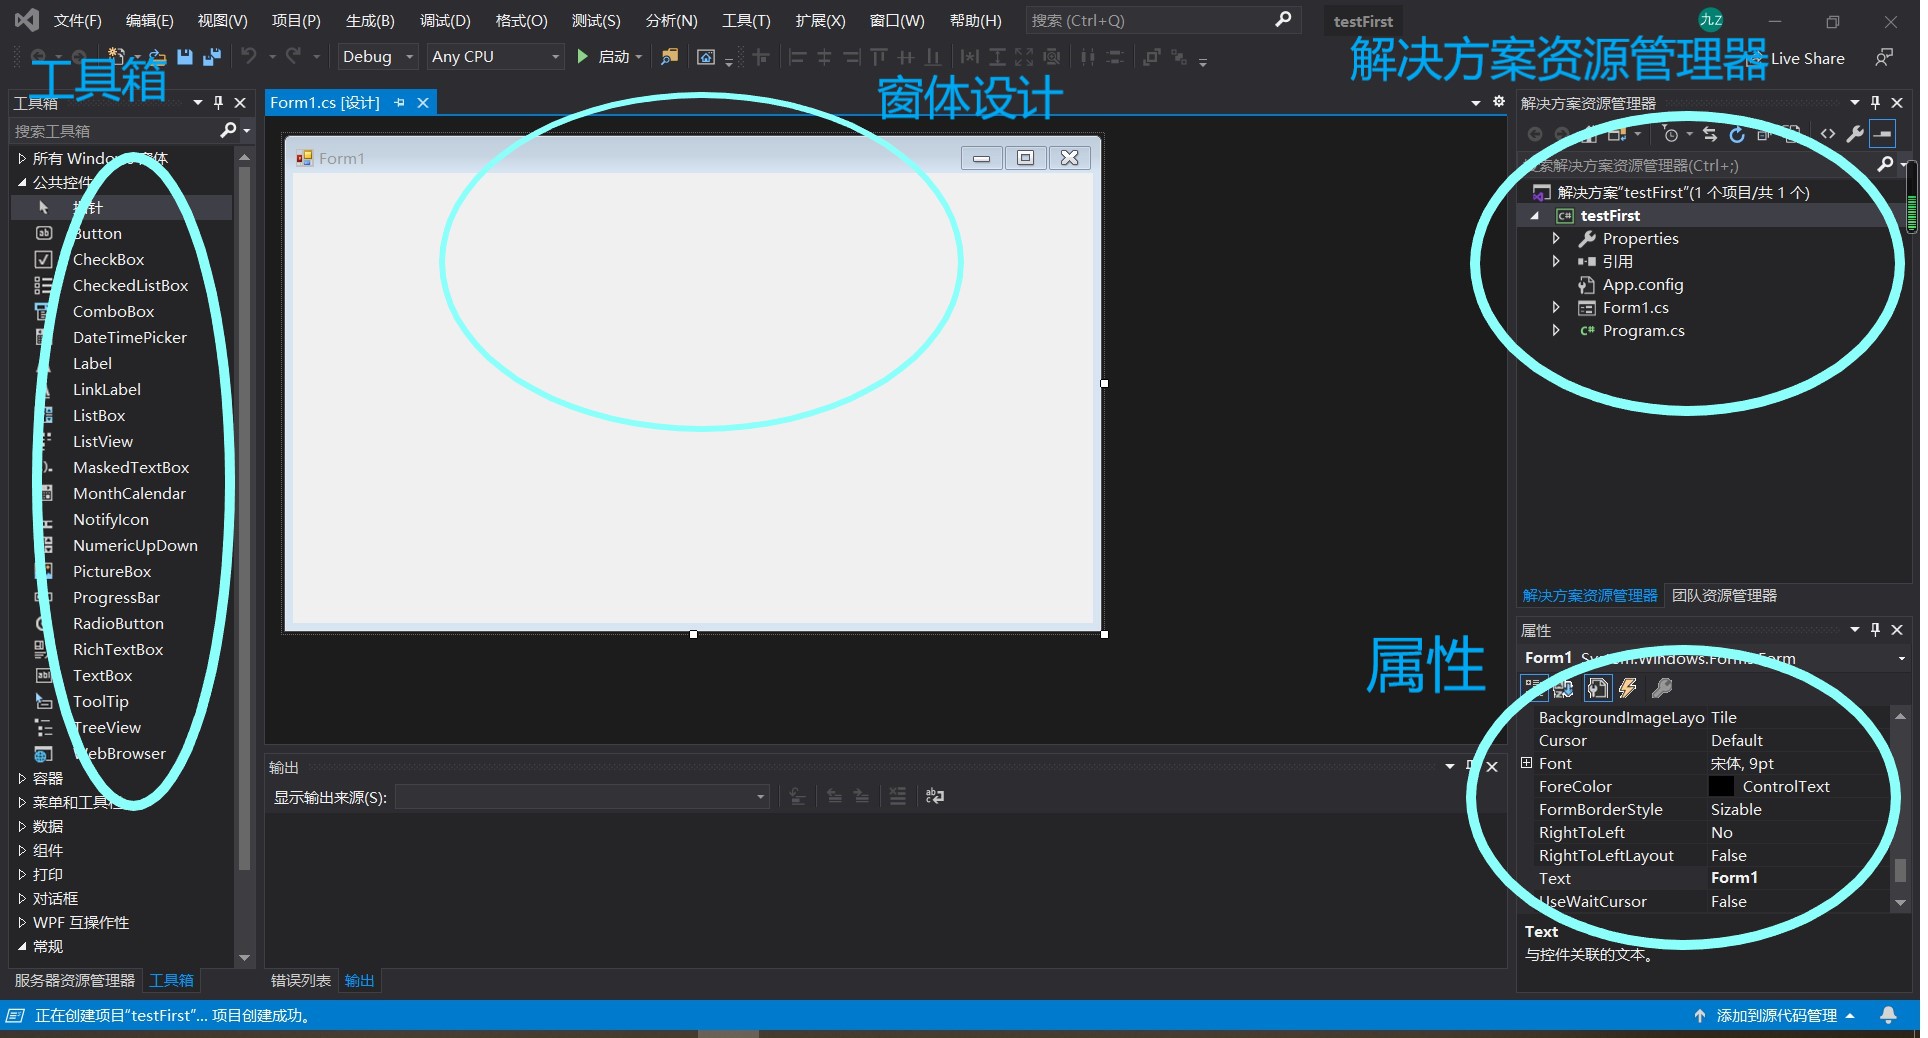 文件(F) 编辑(E) 视图(V) 项目(P) 生成(B) 调试(D) 格式(O) 测试(S) 分析(N) 工具(T) 扩展(X) 窗口(W) 帮助(H) 搜索 (Ctrl+Q) testFirst 九Z
Debug Any CPU 启动 Live Share
工具箱
窗体设计
解决方案资源管理器
工具箱
搜索工具箱
所有 Windows 窗体
公共控件
指针
Button
CheckBox
CheckedListBox
ComboBox
DateTimePicker
Label
LinkLabel
ListBox
ListView
MaskedTextBox
MonthCalendar
NotifyIcon
NumericUpDown
PictureBox
ProgressBar
RadioButton
RichTextBox
TextBox
ToolTip
TreeView
WebBrowser
容器
菜单和工具栏
数据
组件
打印
对话框
WPF 互操作性
常规
服务器资源管理器 工具箱
Form1.cs [设计]
Form1
输出
显示输出来源(S):
错误列表 输出
解决方案资源管理器
搜索解决方案资源管理器(Ctrl+;)
解决方案"testFirst"(1 个项目/共 1 个)
testFirst
Properties
引用
App.config
Form1.cs
Program.cs
解决方案资源管理器 团队资源管理器
属性
属性
Form1 System.Windows.Forms.Form
BackgroundImageLayo Tile
Cursor Default
Font 宋体, 9pt
ForeColor ControlText
FormBorderStyle Sizable
RightToLeft No
RightToLeftLayout False
Text Form1
UseWaitCursor False
Text
与控件关联的文本。
正在创建项目"testFirst"... 项目创建成功。 添加到源代码管理